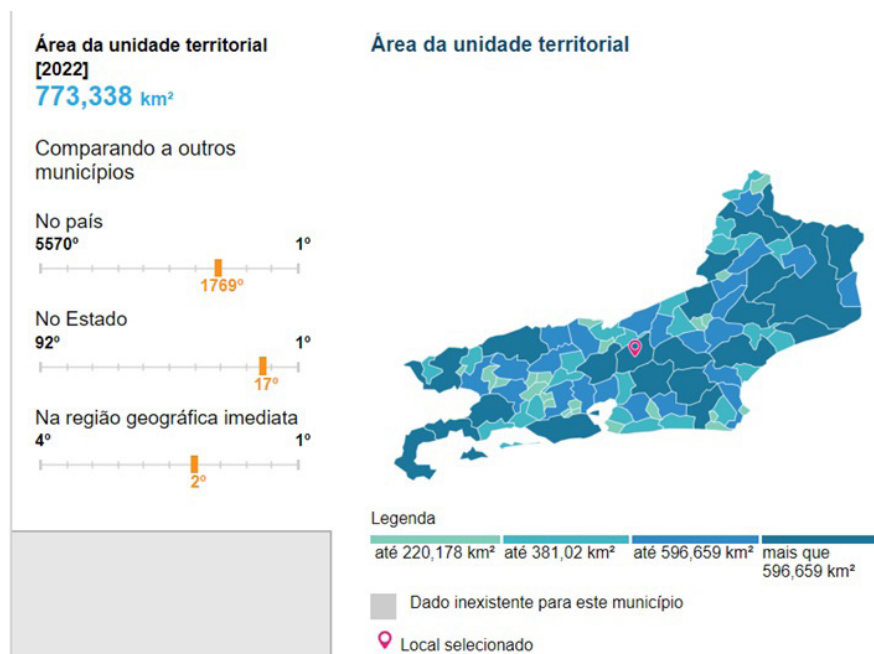 Área da unidade territorial
[2022]
773,338 km²
Comparando a outros
municípios
No país
5570º 1º
1769º
No Estado
92º 1º
17º
Na região geográfica imediata
4º 1º
2º
Área da unidade territorial
Legenda
até 220,178 km² até 381,02 km² até 596,659 km² mais que
596,659 km²
Dado inexistente para este município
Local selecionado